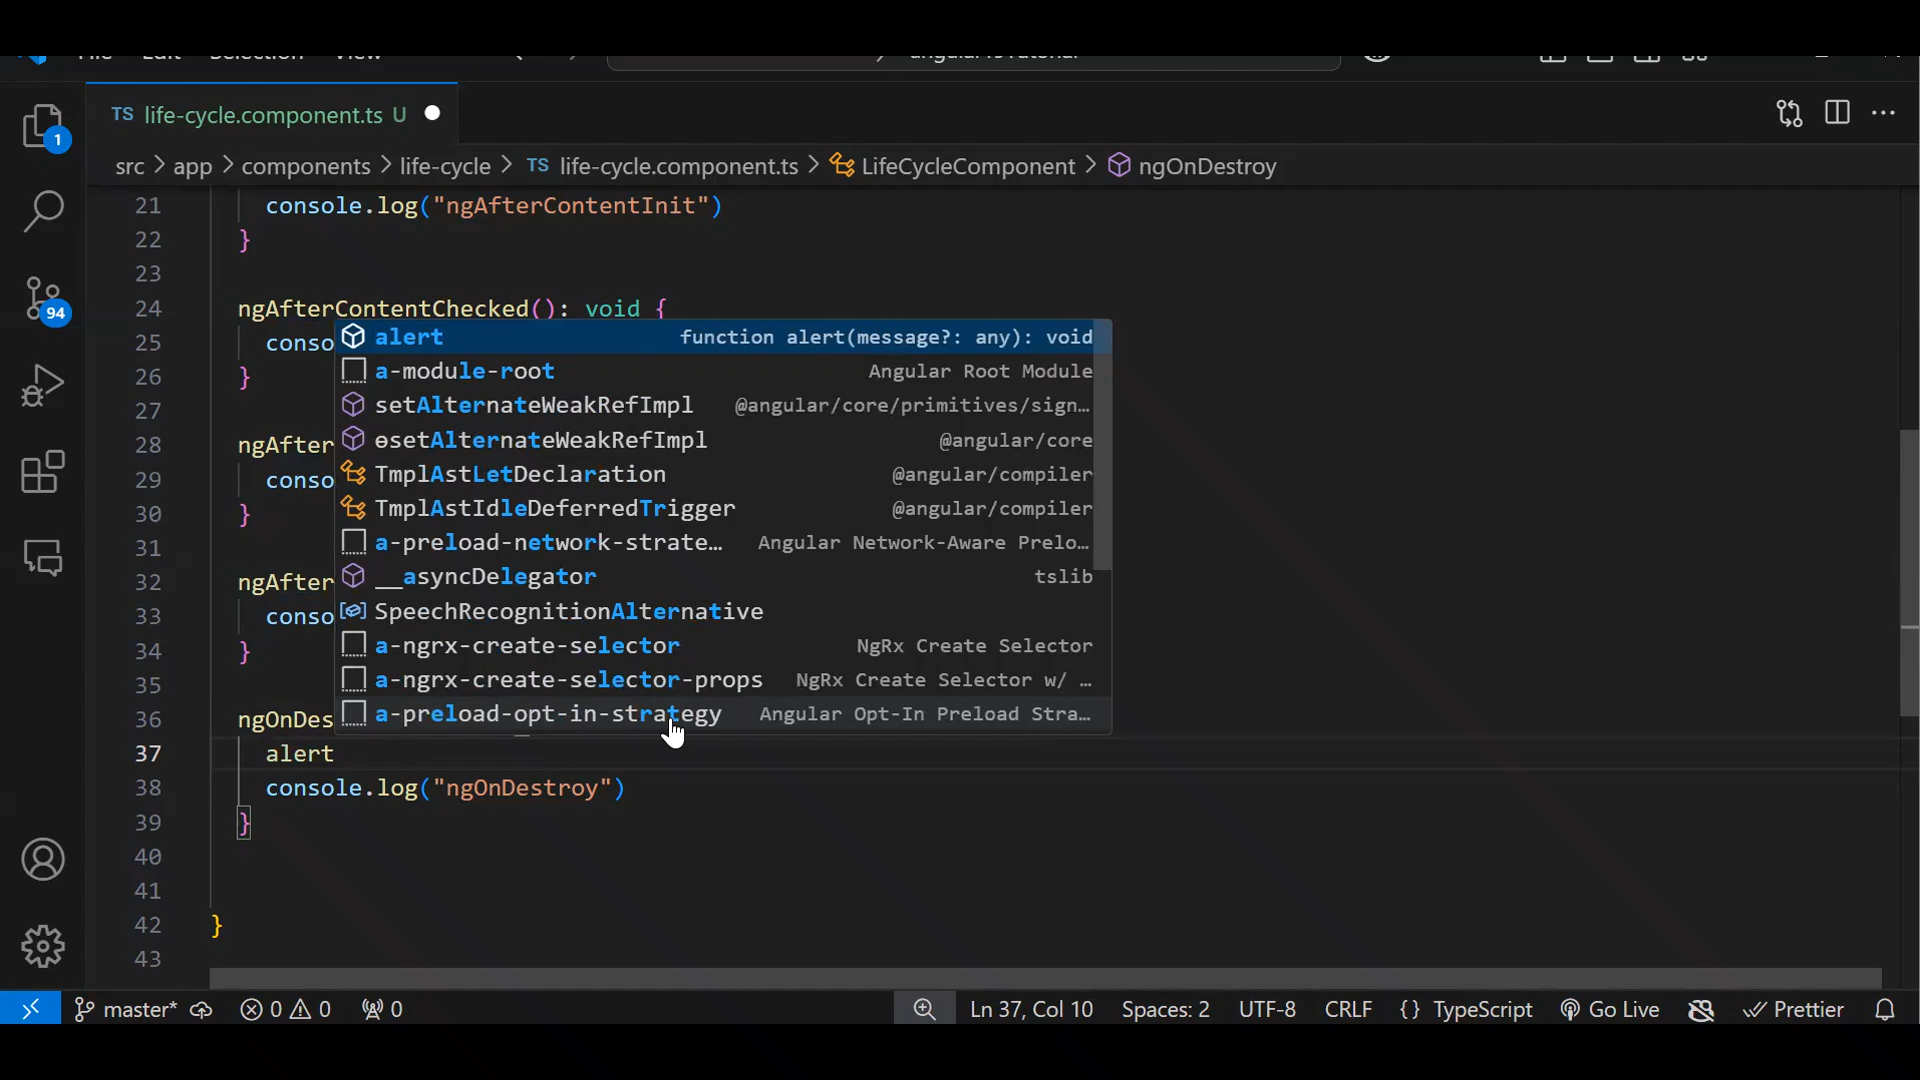 File Edit Selection View
TS life-cycle.component.ts U
1
src > app > components > life-cycle > TS life-cycle.component.ts > LifeCycleComponent > ngOnDestroy
21 console.log("ngAfterContentInit")
22 }
23
24 ngAfterContentChecked(): void {
94
25 conso
26 }
27
28 ngAfter
29 conso
30 }
31
32 ngAfter
33 conso
34 }
35
36 ngOnDes
alert function alert(message?: any): void
a-module-root Angular Root Module
setAlternateWeakRefImpl @angular/core/primitives/sign…
ɵsetAlternateWeakRefImpl @angular/core
TmplAstLetDeclaration @angular/compiler
TmplAstIdleDeferredTrigger @angular/compiler
a-preload-network-strate… Angular Network-Aware Prelo…
__asyncDelegator tslib
SpeechRecognitionAlternative
a-ngrx-create-selector NgRx Create Selector
a-ngrx-create-selector-props NgRx Create Selector w/ …
a-preload-opt-in-strategy Angular Opt-In Preload Stra…
37 alert
38 console.log("ngOnDestroy")
39 }
40
41
42 }
43
master* 0 0 0 Ln 37, Col 10 Spaces: 2 UTF-8 CRLF {} TypeScript Go Live Prettier